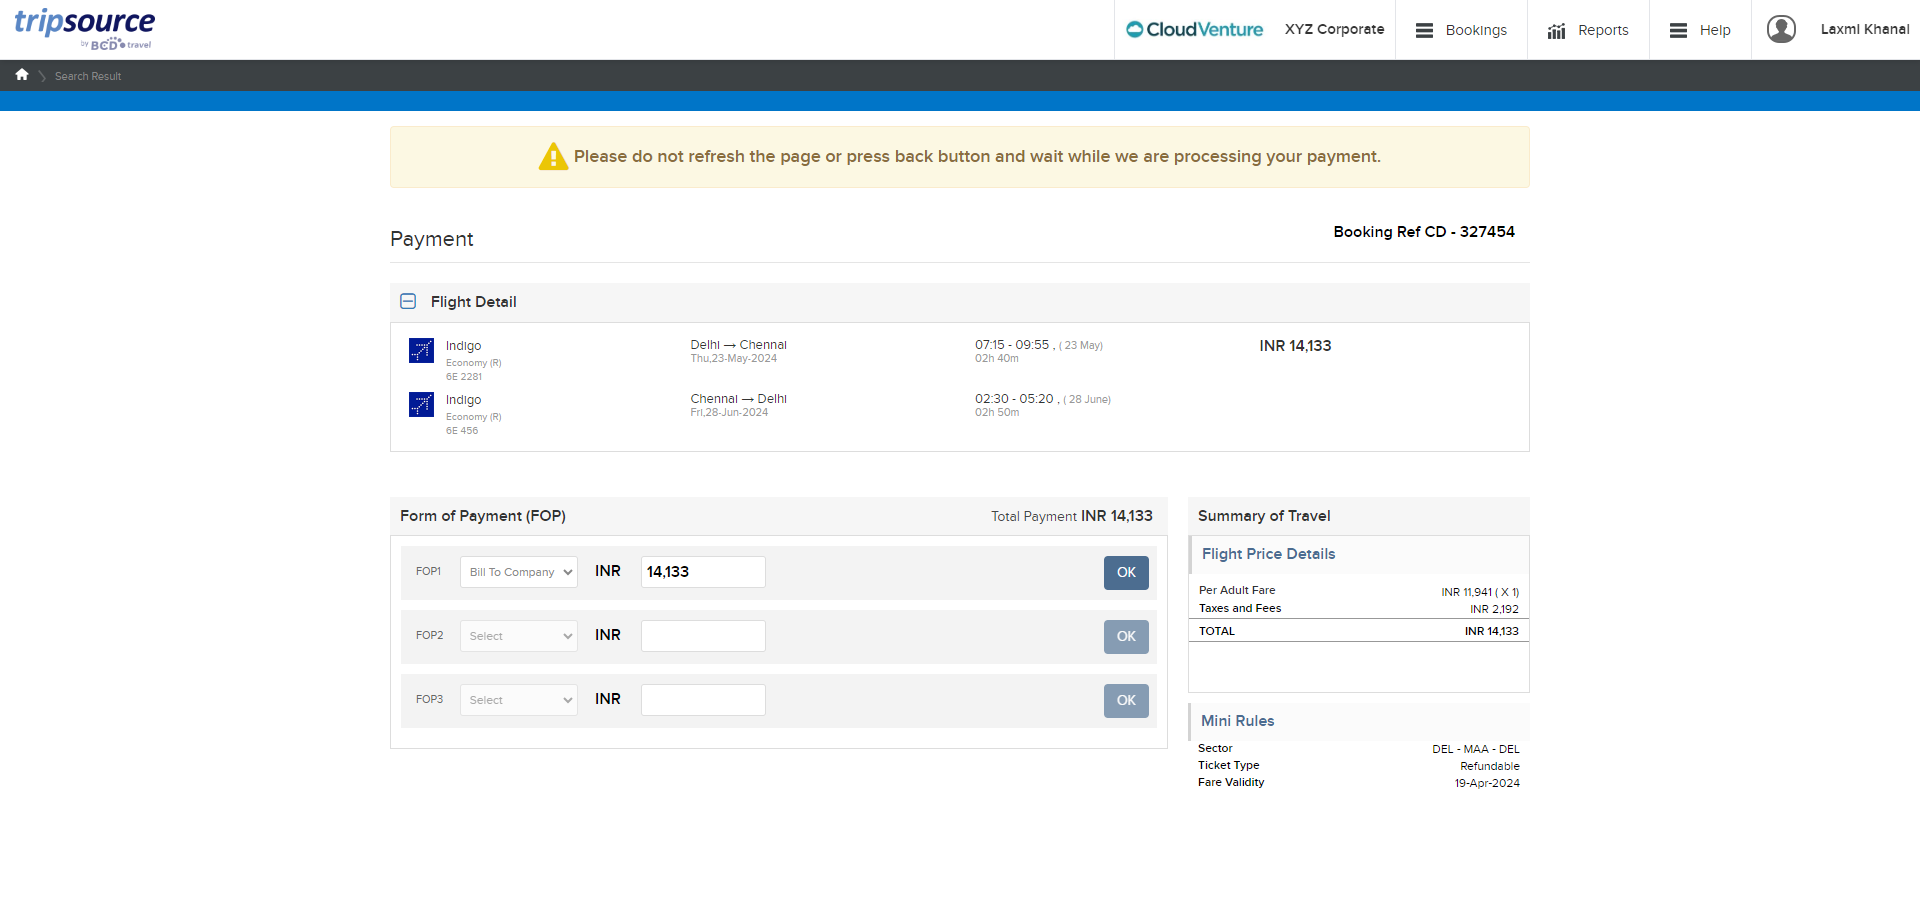 tripsource
by BCD travel
CloudVenture
XYZ Corporate
Bookings
Reports
Help
Laxmi Khanal
Search Result
Please do not refresh the page or press back button and wait while we are processing your payment.
Payment
Booking Ref CD - 327454
Flight Detail
Indigo
Economy (R)
6E 2281
Delhi → Chennai
Thu,23-May-2024
07:15 - 09:55 , ( 23 May)
02h 40m
INR 14,133
Indigo
Economy (R)
6E 456
Chennai → Delhi
Fri,28-Jun-2024
02:30 - 05:20 , ( 28 June)
02h 50m
Form of Payment (FOP)
Total Payment INR 14,133
FOP1 Bill To Company INR 14,133 OK
FOP2 Select INR OK
FOP3 Select INR OK
Summary of Travel
Flight Price Details
Per Adult Fare INR 11,941 ( X 1)
Taxes and Fees INR 2,192
TOTAL INR 14,133
Mini Rules
Sector DEL - MAA - DEL
Ticket Type Refundable
Fare Validity 19-Apr-2024